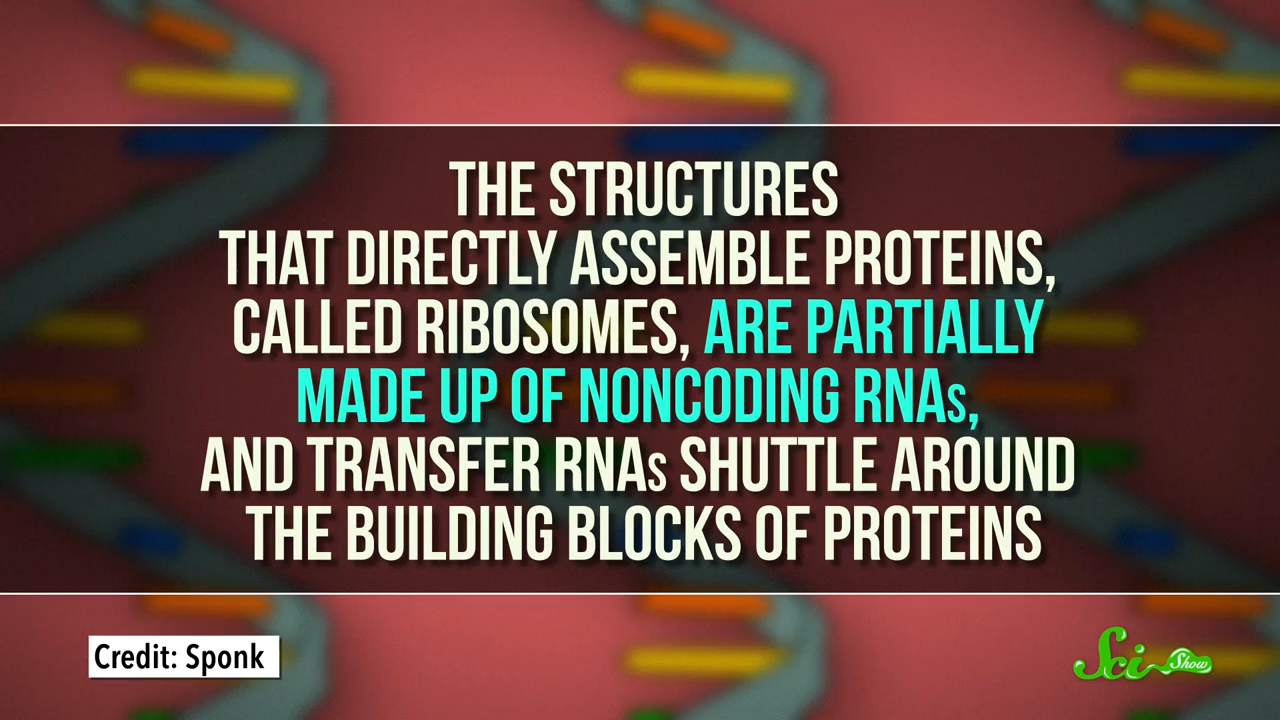 THE STRUCTURES
THAT DIRECTLY ASSEMBLE PROTEINS,
CALLED RIBOSOMES, ARE PARTIALLY
MADE UP OF NONCODING RNAs,
AND TRANSFER RNAs SHUTTLE AROUND
THE BUILDING BLOCKS OF PROTEINS
Credit: Sponk
Sci Show